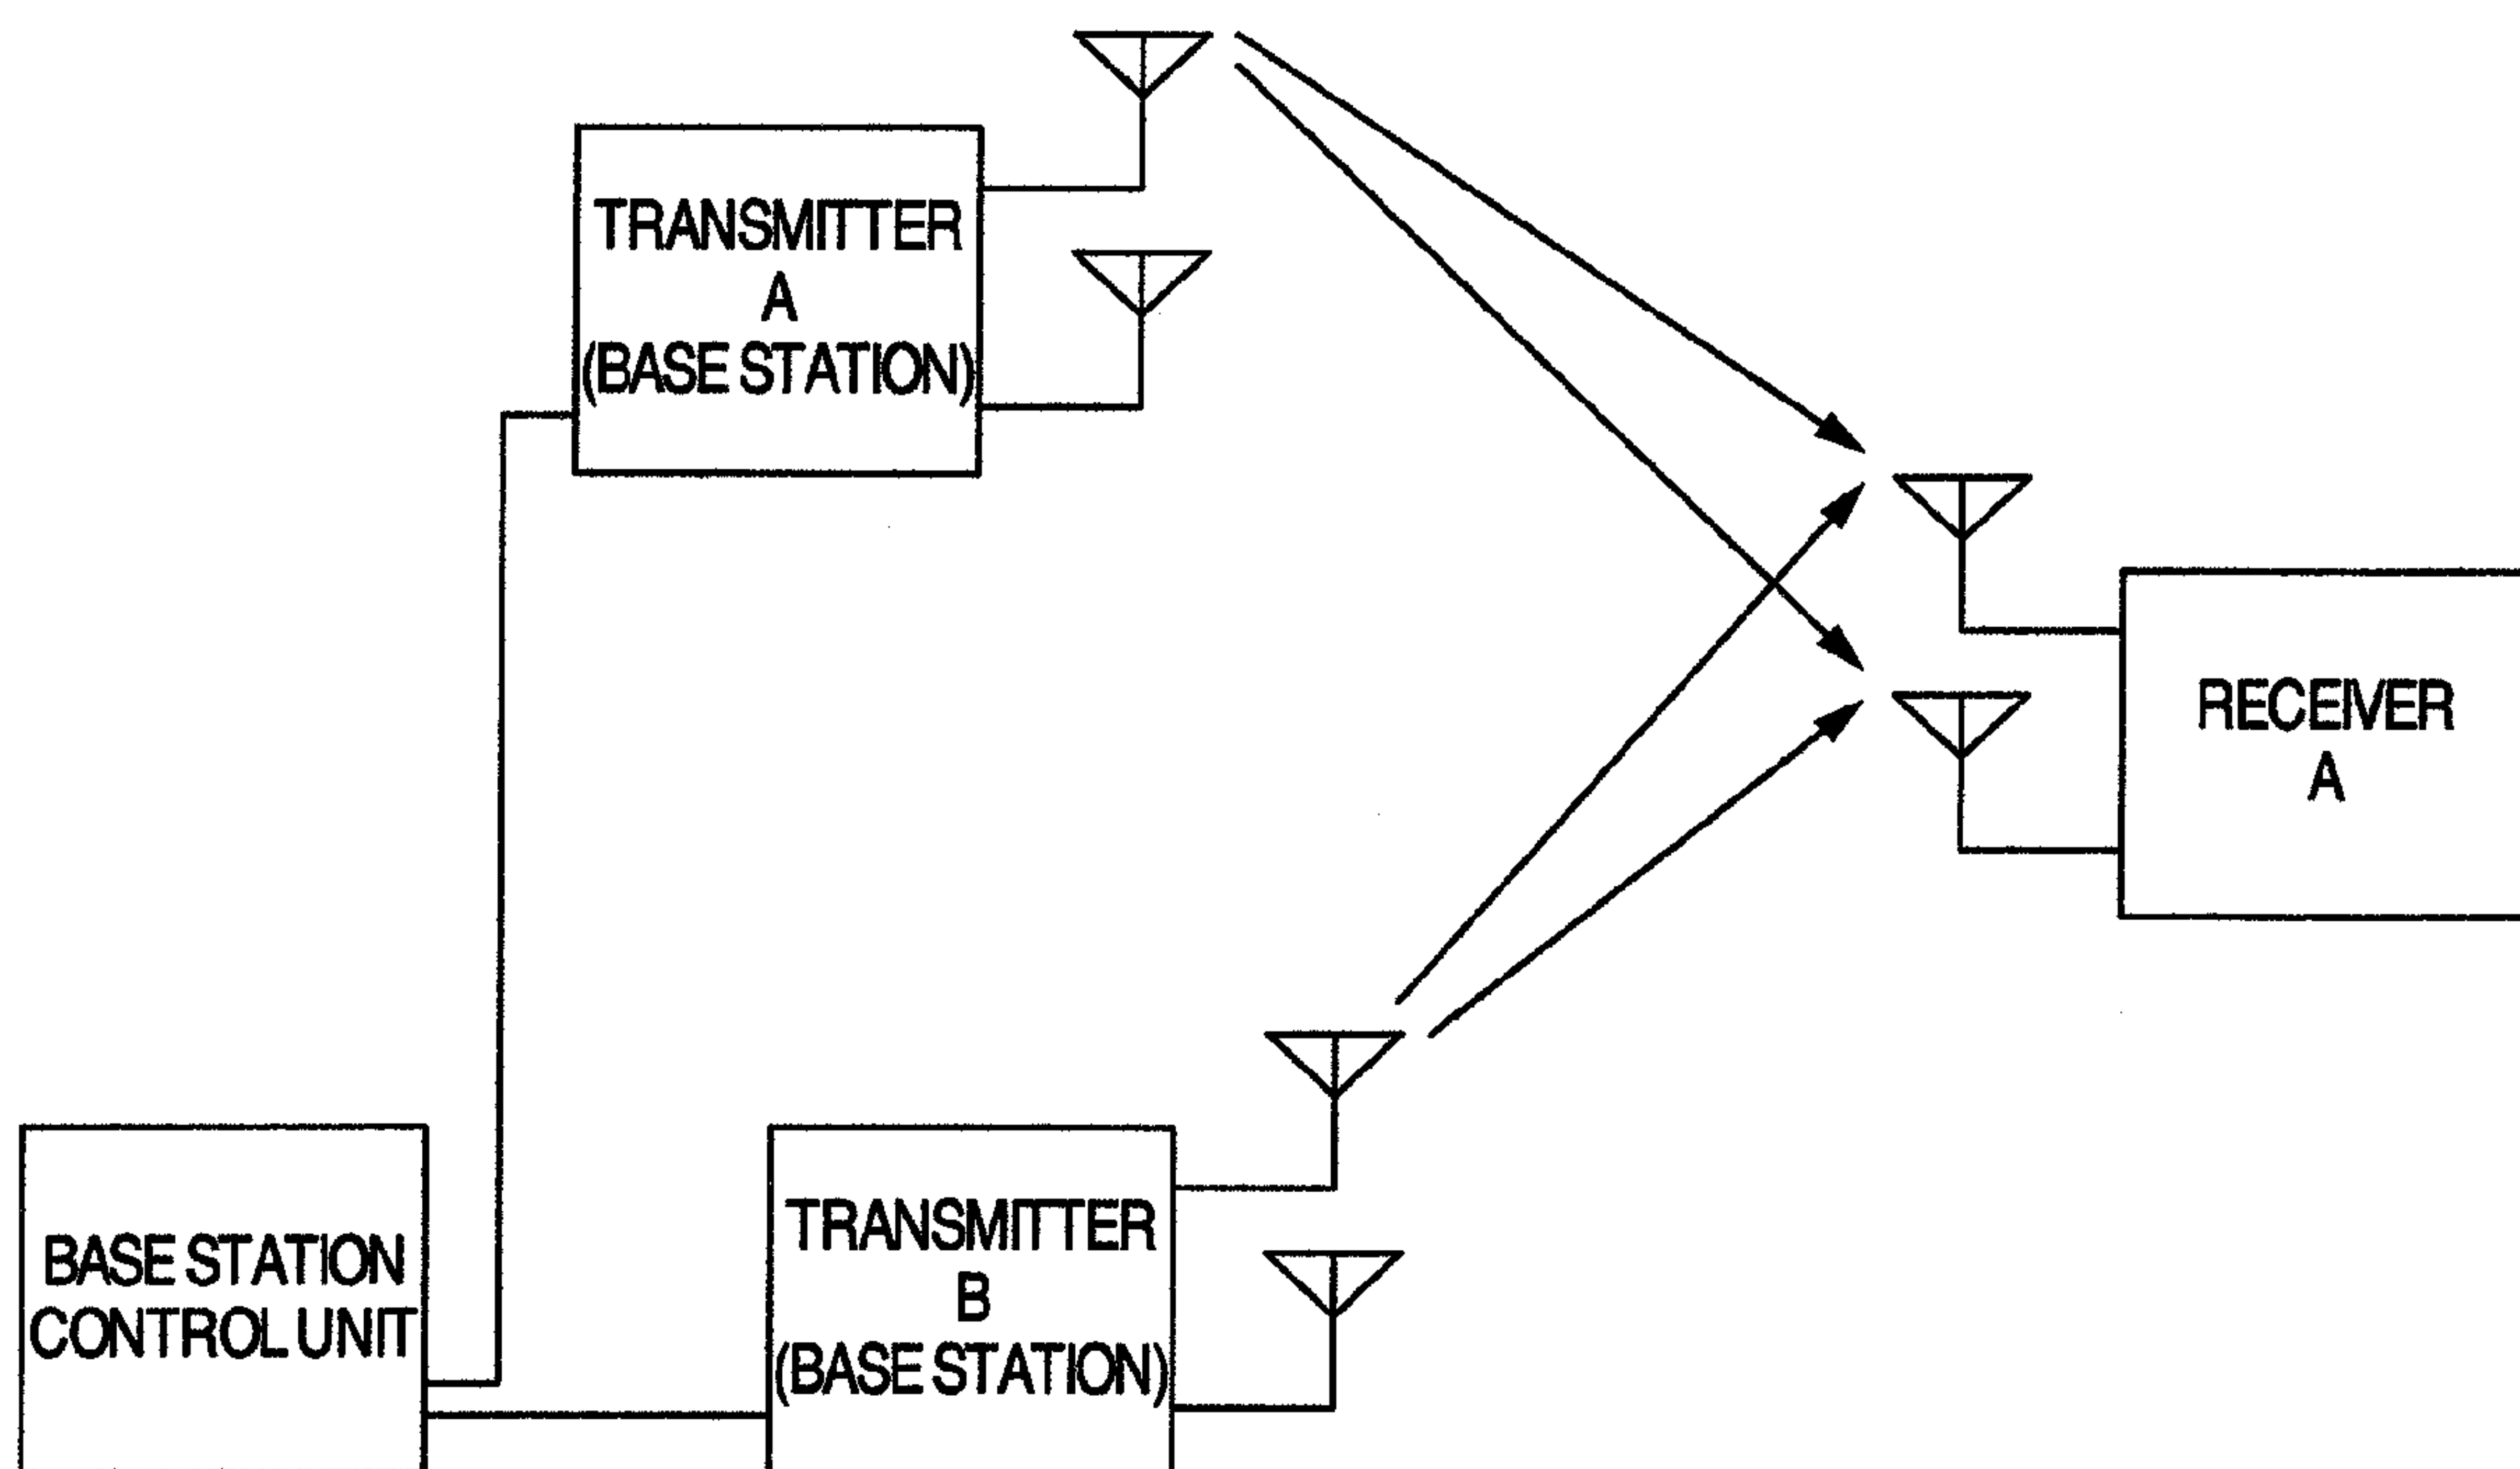 TRANSMITTER
A
(BASE STATION)
RECEIVER
A
BASE STATION
CONTROL UNIT
TRANSMITTER
B
(BASE STATION)